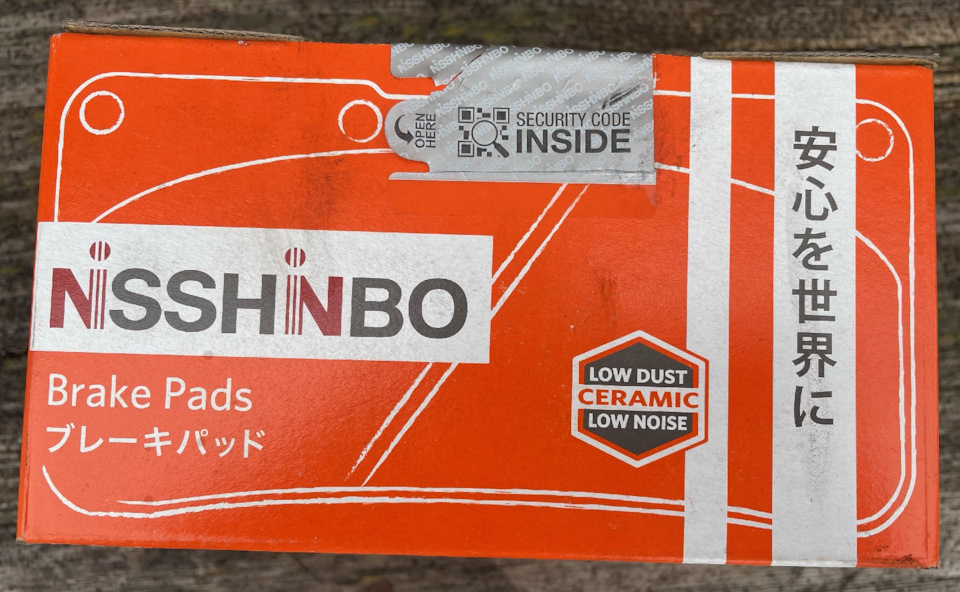 OPEN
HERE
SECURITY CODE
INSIDE
NiSSHiNBO
Brake Pads
ブレーキパッド
LOW DUST
CERAMIC
LOW NOISE
安心を世界に